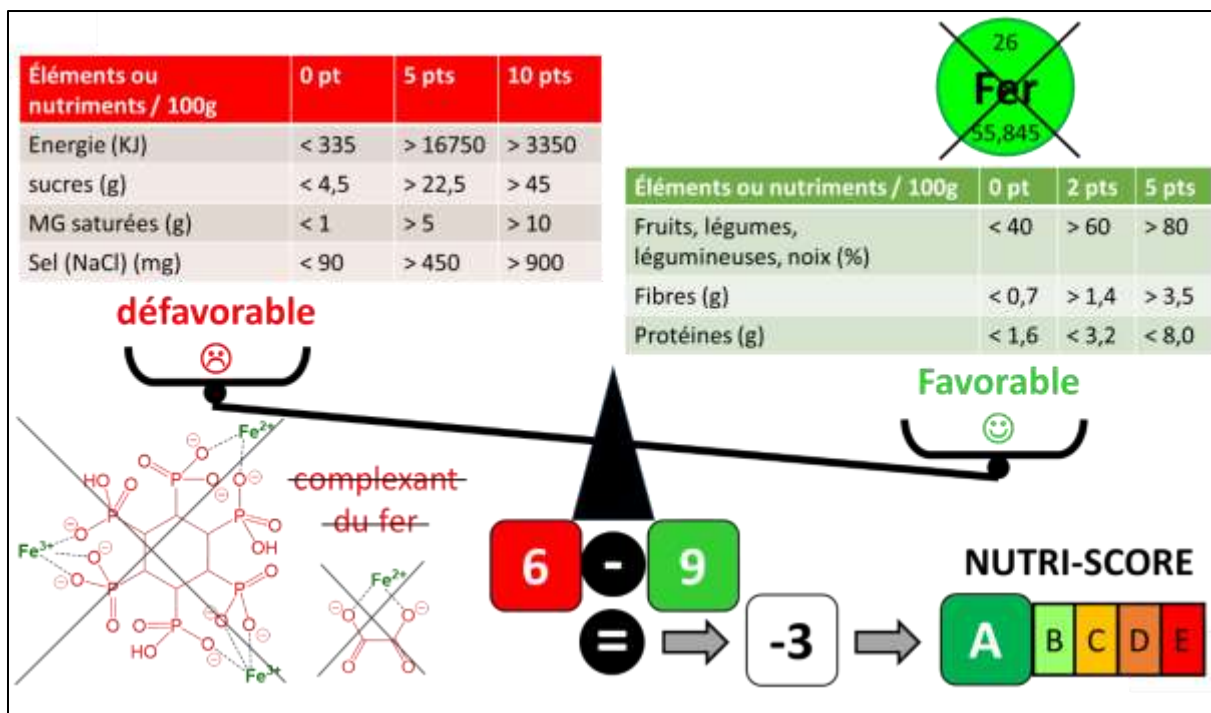 26
Fer
55,845
Éléments ou nutriments / 100g 0 pt 5 pts 10 pts
Energie (KJ) < 335 > 16750 > 3350
sucres (g) < 4,5 > 22,5 > 45
MG saturées (g) < 1 > 5 > 10
Sel (NaCl) (mg) < 90 > 450 > 900
Éléments ou nutriments / 100g 0 pt 2 pts 5 pts
Fruits, légumes, légumineuses, noix (%) < 40 > 60 > 80
Fibres (g) < 0,7 > 1,4 > 3,5
Protéines (g) < 1,6 < 3,2 < 8,0
défavorable
Favorable
Fe2+
O
O
P
O
O
HO
O
P
O
P
O
O
O
P
O
OH
Fe3+
O
O
P
O
O
P
O
O
O
P
HO
O
Fe3+
complexant
du fer
Fe2+
O
O
O
O
6 - 9
= -3
NUTRI-SCORE
A B C D E